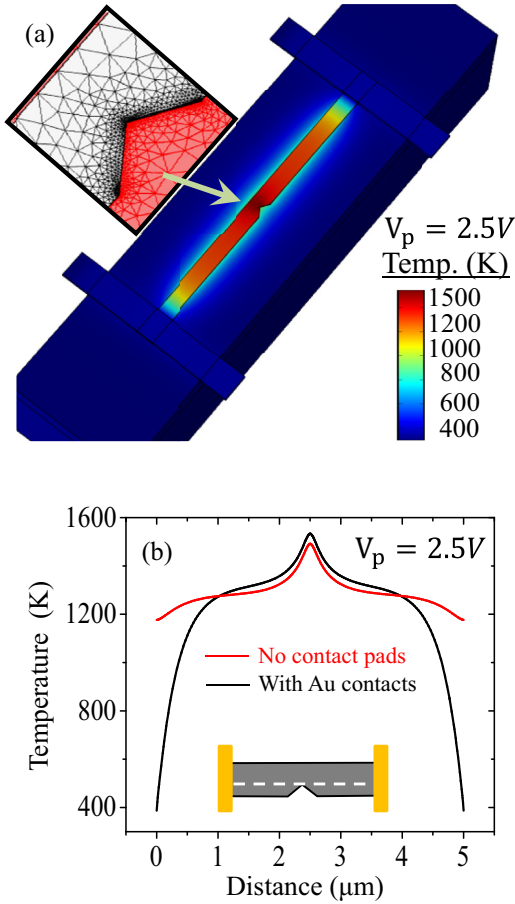 (a)
V_p = 2.5V
Temp. (K)
1500
1200
1000
800
600
400
(b)
V_p = 2.5V
1600
1200
800
400
Temperature (K)
No contact pads
With Au contacts
0 1 2 3 4 5
Distance (μm)